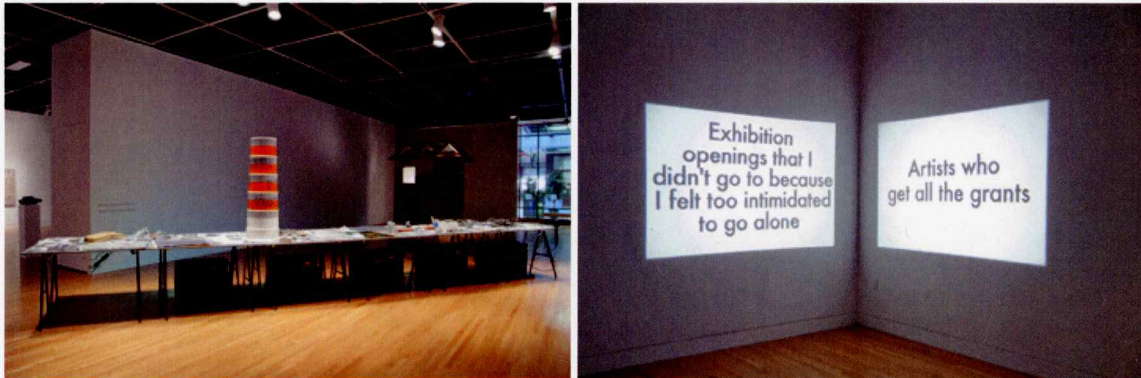 Exhibition
openings that I
didn't go to because
I felt too intimidated
to go alone
Artists who
get all the grants